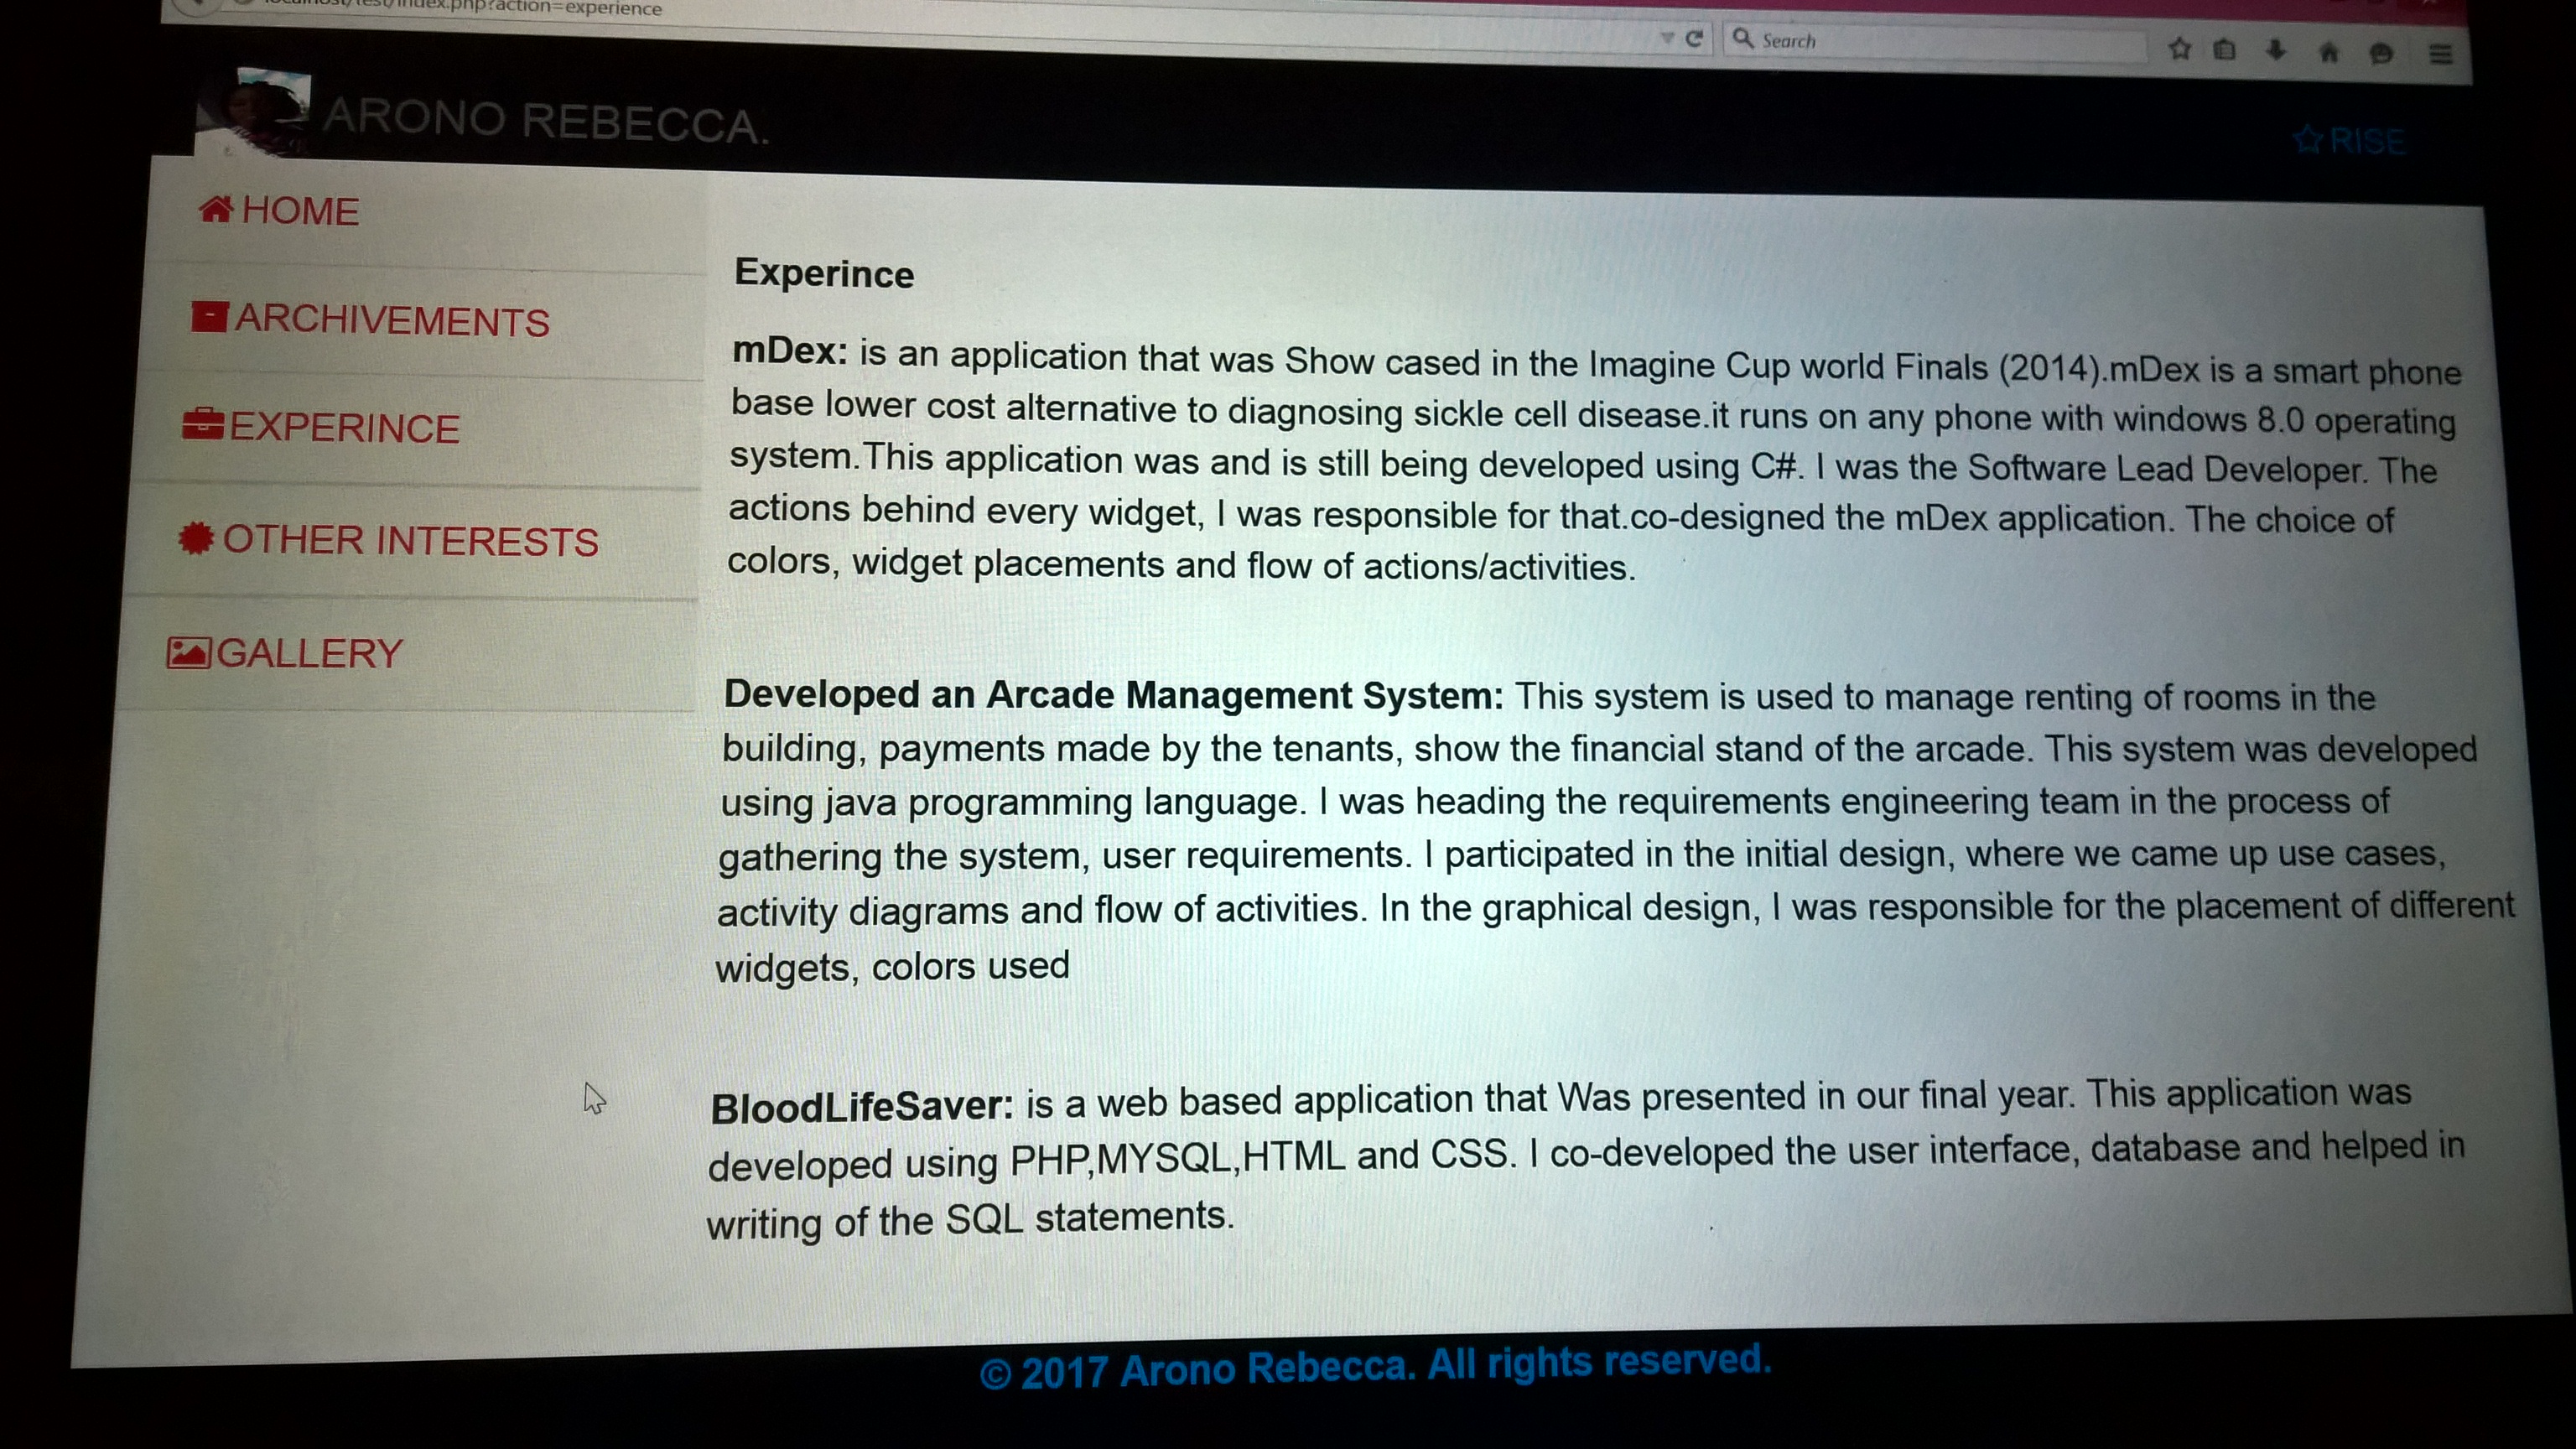 localhost/test/index.php?action=experience
Search
ARONO REBECCA.
RISE
HOME
ARCHIVEMENTS
EXPERINCE
OTHER INTERESTS
GALLERY
Experince
mDex: is an application that was Show cased in the Imagine Cup world Finals (2014).mDex is a smart phone
base lower cost alternative to diagnosing sickle cell disease.it runs on any phone with windows 8.0 operating
system.This application was and is still being developed using C#. I was the Software Lead Developer. The
actions behind every widget, I was responsible for that.co-designed the mDex application. The choice of
colors, widget placements and flow of actions/activities.
Developed an Arcade Management System: This system is used to manage renting of rooms in the
building, payments made by the tenants, show the financial stand of the arcade. This system was developed
using java programming language. I was heading the requirements engineering team in the process of
gathering the system, user requirements. I participated in the initial design, where we came up use cases,
activity diagrams and flow of activities. In the graphical design, I was responsible for the placement of different
widgets, colors used
BloodLifeSaver: is a web based application that Was presented in our final year. This application was
developed using PHP,MYSQL,HTML and CSS. I co-developed the user interface, database and helped in
writing of the SQL statements.
© 2017 Arono Rebecca. All rights reserved.